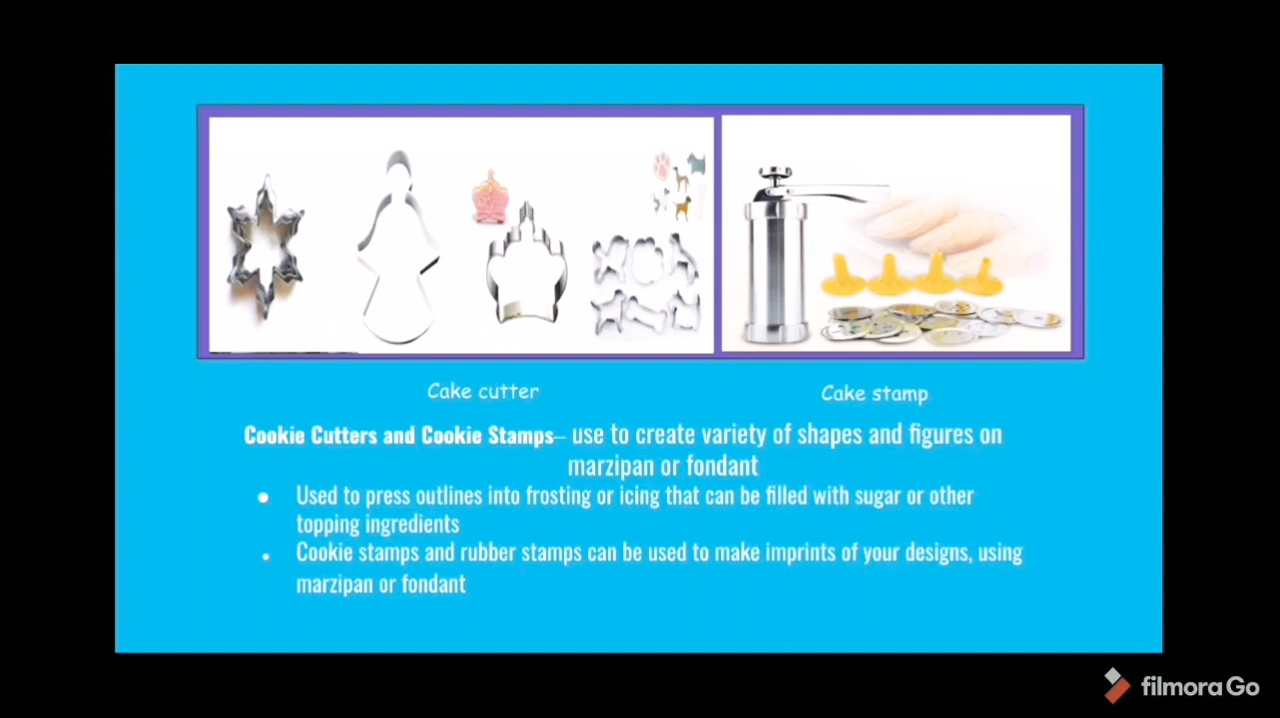 Cake cutter
Cake stamp
Cookie Cutters and Cookie Stamps– use to create variety of shapes and figures on
marzipan or fondant
Used to press outlines into frosting or icing that can be filled with sugar or other
topping ingredients
Cookie stamps and rubber stamps can be used to make imprints of your designs, using
marzipan or fondant
filmoraGo